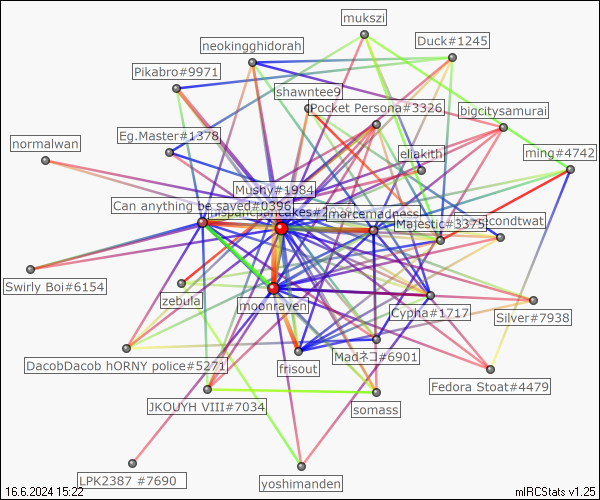 mukszi
Duck#1245
neokingghidorah
Pikabro#9971
shawntee9
Pocket Persona#3326
bigcitysamurai
Eg.Master#1378
normalwan
eliakith
ming#4742
Mushy#1984
Can anything be saved#0396
marcemadness
Majestic#3375
Swirly Boi#6154
zebula
moonraven
Cypha#1717
Silver#7938
DacobDacob hORNY police#5271
frisout
Madネコ#6901
Fedora Stoat#4479
JKOUYH VIII#7034
somass
LPK2387 #7690
yoshimanden
16.6.2024 15:22
mIRCStats v1.25